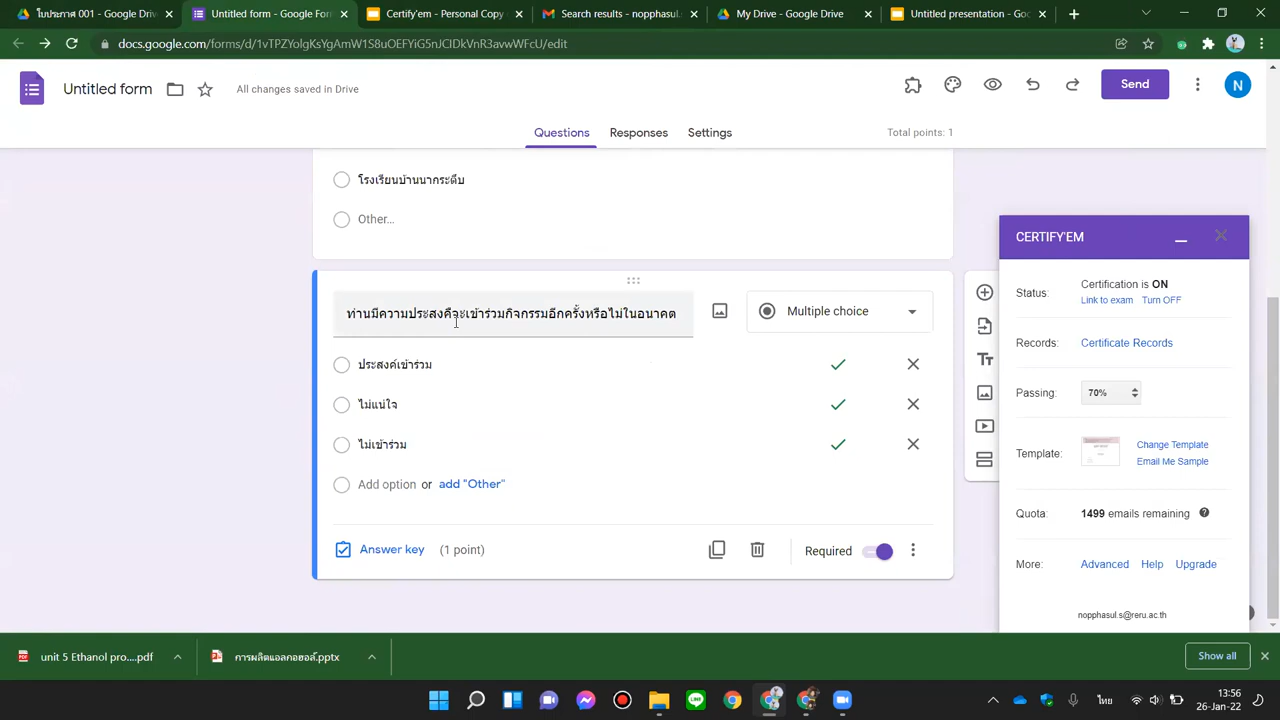 ใบประกาศ 001 - Google Driv
Untitled form - Google Form
Certify'em - Personal Copy
Search results - nopphasul.s
My Drive - Google Drive
Untitled presentation - Goo
docs.google.com/forms/d/1vTPZYolgKsYgAmW1S8uOEFYiG5nJCIDkVnR3avwWFcU/edit
Untitled form
All changes saved in Drive
Send
N
Questions
Responses
Settings
Total points: 1
โรงเรียนบ้านนากระตึบ
Other...
CERTIFY'EM
Status:
Certification is ON
Link to exam
Turn OFF
ท่านมีความประสงคืจะเข้าร่วมกิจกรรมอีกครั้งหรือไม่ในอนาคต
Multiple choice
Records:
Certificate Records
ประสงค์เข้าร่วม
Passing:
70%
ไม่แน่ใจ
ไม่เข้าร่วม
Template:
Change Template
Email Me Sample
Add option or add "Other"
Quota:
1499 emails remaining
Answer key
(1 point)
Required
More:
Advanced
Help
Upgrade
nopphasul.s@reru.ac.th
unit 5 Ethanol pro....pdf
การผลิตแอลกอฮอล์.pptx
Show all
ไทย
13:56
26-Jan-22